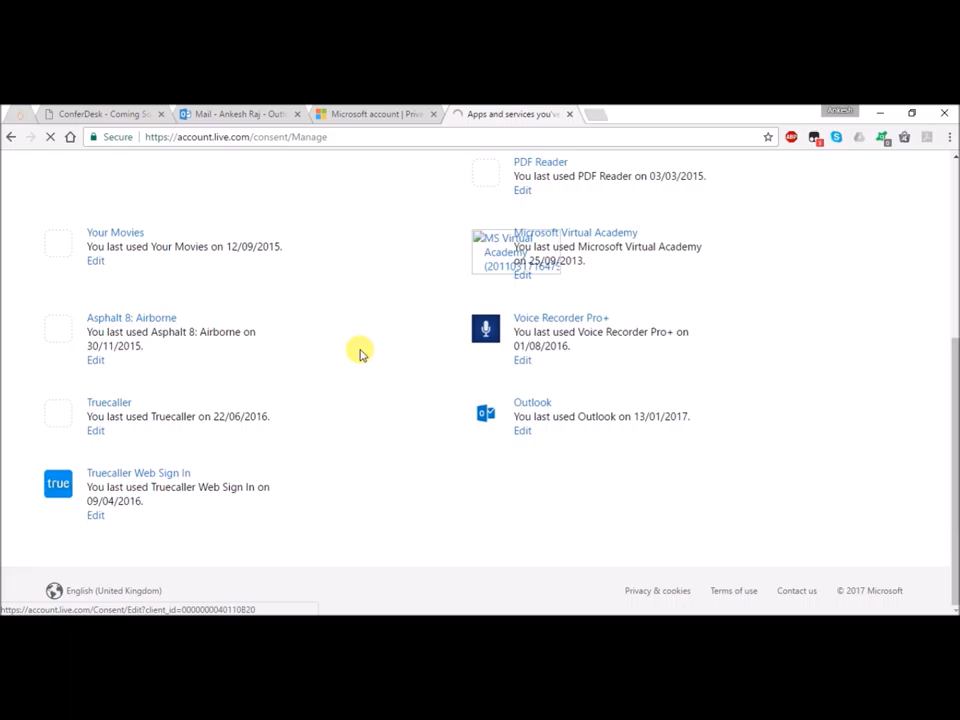 ConferDesk - Coming So
Mail - Ankesh Raj - Outlo
Microsoft account | Priva
Apps and services you've
Ankesh
Secure
https://account.live.com/consent/Manage
PDF Reader
You last used PDF Reader on 03/03/2015.
Edit
Your Movies
You last used Your Movies on 12/09/2015.
Edit
MS Virtual
Academy
Microsoft Virtual Academy
You last used Microsoft Virtual Academy
on 25/09/2013.
Edit
Asphalt 8: Airborne
You last used Asphalt 8: Airborne on
30/11/2015.
Edit
Voice Recorder Pro+
You last used Voice Recorder Pro+ on
01/08/2016.
Edit
Truecaller
You last used Truecaller on 22/06/2016.
Edit
Outlook
You last used Outlook on 13/01/2017.
Edit
true
Truecaller Web Sign In
You last used Truecaller Web Sign In on
09/04/2016.
Edit
English (United Kingdom)
Privacy & cookies
Terms of use
Contact us
© 2017 Microsoft
https://account.live.com/Consent/Edit?client_id=0000000040110B20